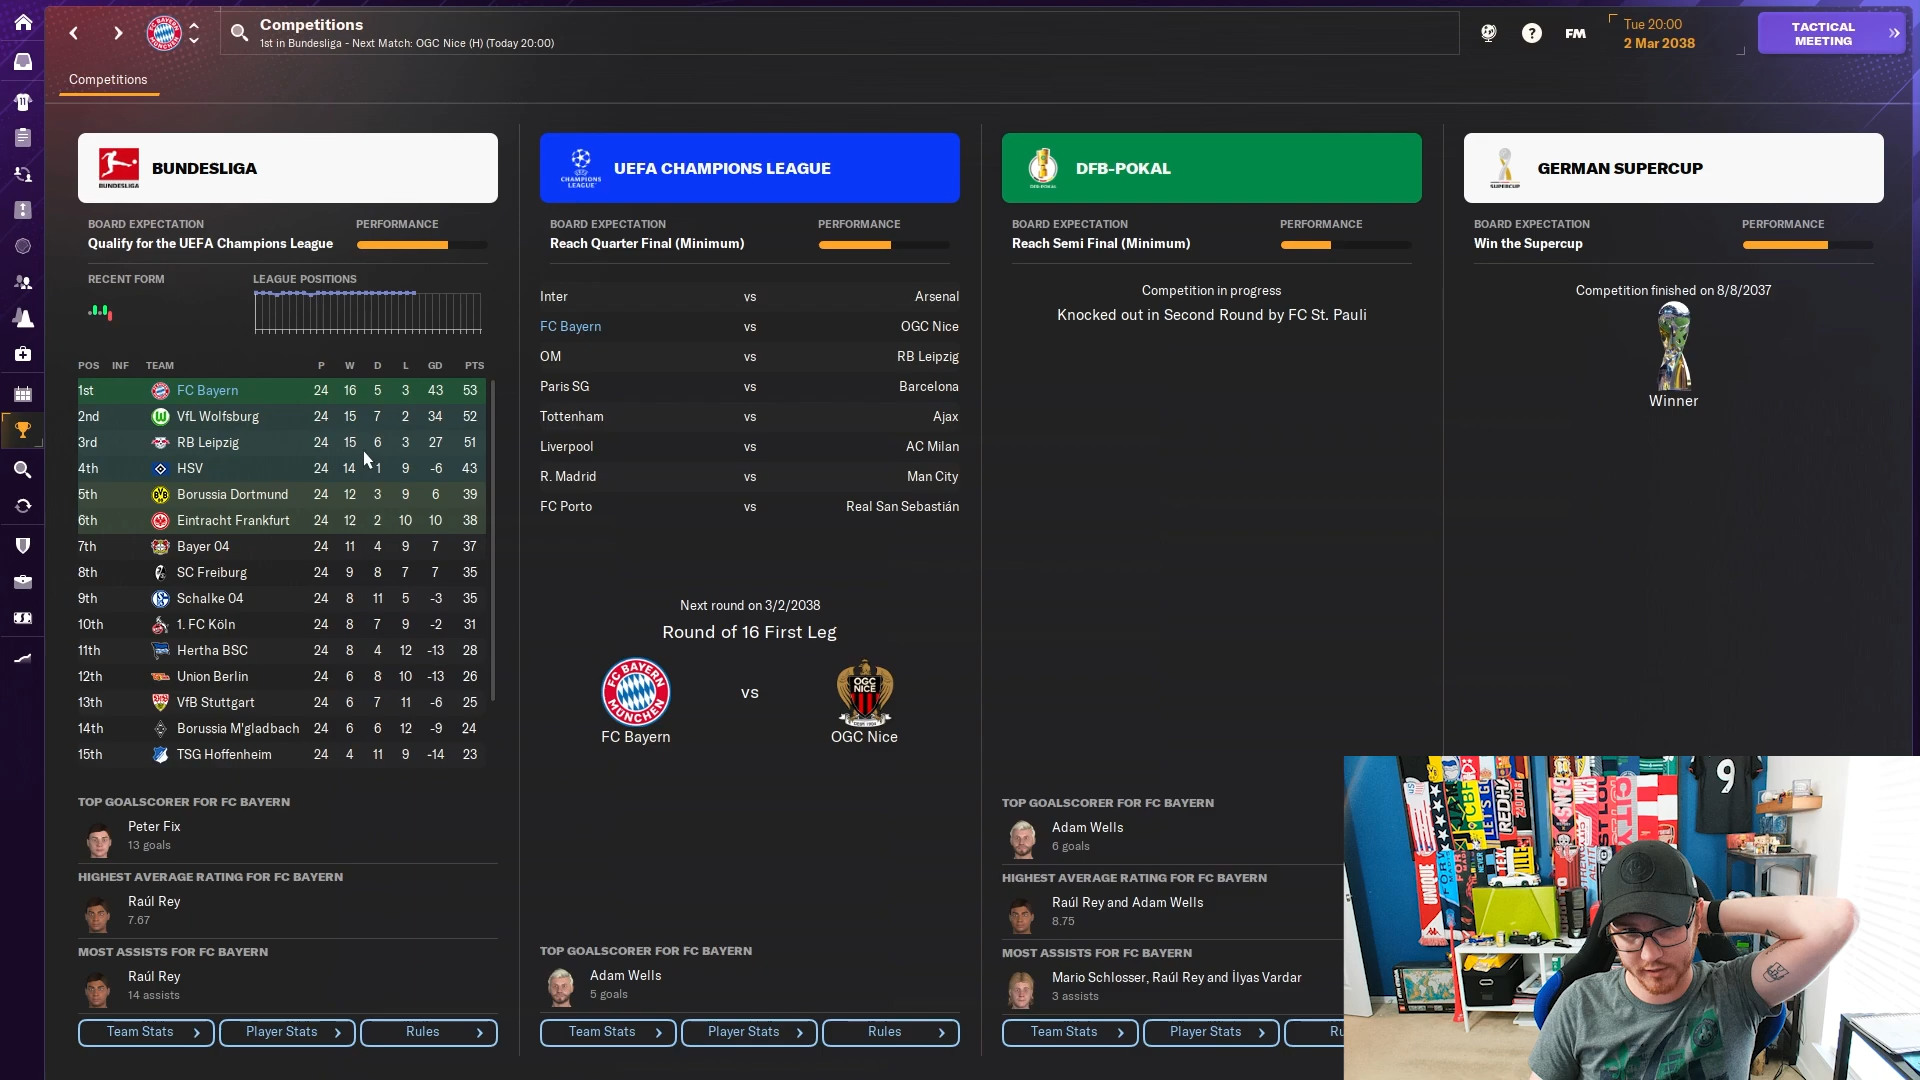 Competitions
1st in Bundesliga - Next Match: OGC Nice (H) (Today 20:00)
FM
Tue 20:00
2 Mar 2038
TACTICAL
MEETING
Competitions
BUNDESLIGA
BUNDESLIGA
BOARD EXPECTATION
PERFORMANCE
Qualify for the UEFA Champions League
RECENT FORM
LEAGUE POSITIONS
POS INF TEAM P W D L GD PTS
1st FC Bayern 24 16 5 3 43 53
2nd VfL Wolfsburg 24 15 7 2 34 52
3rd RB Leipzig 24 15 6 3 27 51
4th HSV 24 14 1 9 -6 43
5th Borussia Dortmund 24 12 3 9 6 39
6th Eintracht Frankfurt 24 12 2 10 10 38
7th Bayer 04 24 11 4 9 7 37
8th SC Freiburg 24 9 8 7 7 35
9th Schalke 04 24 8 11 5 -3 35
10th 1. FC Köln 24 8 7 9 -2 31
11th Hertha BSC 24 8 4 12 -13 28
12th Union Berlin 24 6 8 10 -13 26
13th VfB Stuttgart 24 6 7 11 -6 25
14th Borussia M'gladbach 24 6 6 12 -9 24
15th TSG Hoffenheim 24 4 11 9 -14 23
TOP GOALSCORER FOR FC BAYERN
Peter Fix
13 goals
HIGHEST AVERAGE RATING FOR FC BAYERN
Raúl Rey
7.67
MOST ASSISTS FOR FC BAYERN
Raúl Rey
14 assists
Team Stats
Player Stats
Rules
CHAMPIONS
LEAGUE
UEFA CHAMPIONS LEAGUE
BOARD EXPECTATION
PERFORMANCE
Reach Quarter Final (Minimum)
Inter vs Arsenal
FC Bayern vs OGC Nice
OM vs RB Leipzig
Paris SG vs Barcelona
Tottenham vs Ajax
Liverpool vs AC Milan
R. Madrid vs Man City
FC Porto vs Real San Sebastián
Next round on 3/2/2038
Round of 16 First Leg
FC BAYERN
MÜNCHEN
vs
OGC
NICE
FC Bayern
OGC Nice
TOP GOALSCORER FOR FC BAYERN
Adam Wells
5 goals
Team Stats
Player Stats
Rules
DFB-POKAL
DFB-POKAL
BOARD EXPECTATION
PERFORMANCE
Reach Semi Final (Minimum)
Competition in progress
Knocked out in Second Round by FC St. Pauli
TOP GOALSCORER FOR FC BAYERN
Adam Wells
6 goals
HIGHEST AVERAGE RATING FOR FC BAYERN
Raúl Rey and Adam Wells
8.75
MOST ASSISTS FOR FC BAYERN
Mario Schlosser, Raúl Rey and İlyas Vardar
3 assists
Team Stats
Player Stats
Ru
SUPERCUP
GERMAN SUPERCUP
BOARD EXPECTATION
PERFORMANCE
Win the Supercup
Competition finished on 8/8/2037
Winner
9
UNIQUE
CITY